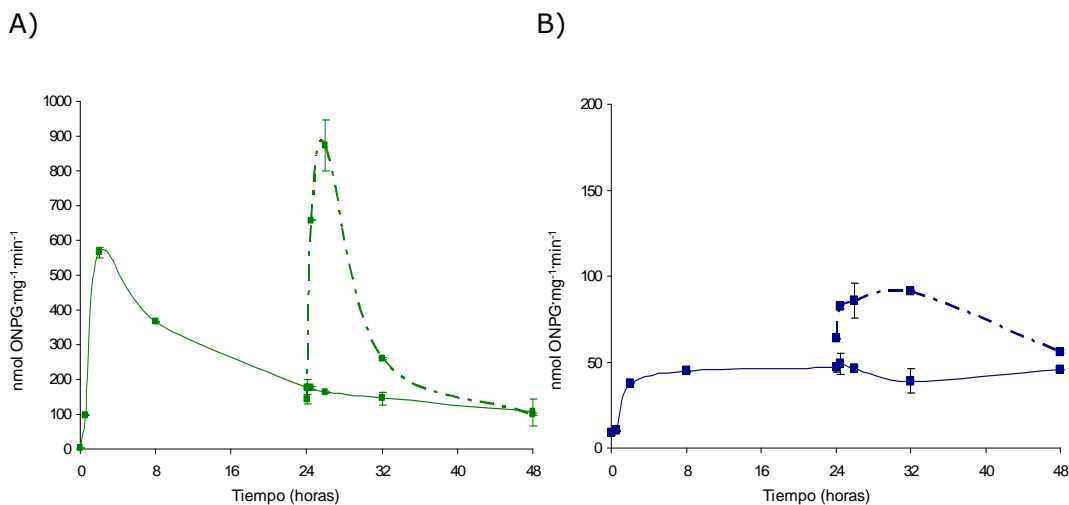 A)
B)
nmol ONPG·mg⁻¹·min⁻¹
1000
900
800
700
600
500
400
300
200
100
0
0 8 16 24 32 40 48
Tiempo (horas)
nmol ONPG·mg⁻¹·min⁻¹
200
150
100
50
0
0 8 16 24 32 40 48
Tiempo (horas)